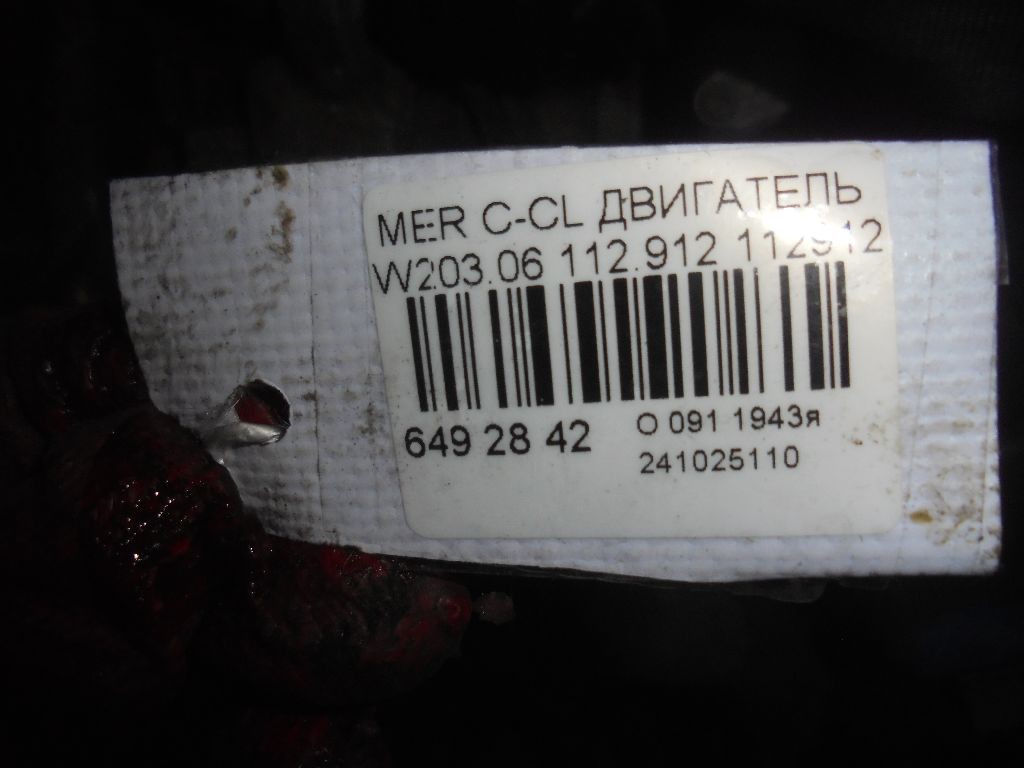 MER C-CL ДВИГАТЕЛЬ
W203.06 112.912 112912
649 28 42
О 091 1943я
241025110